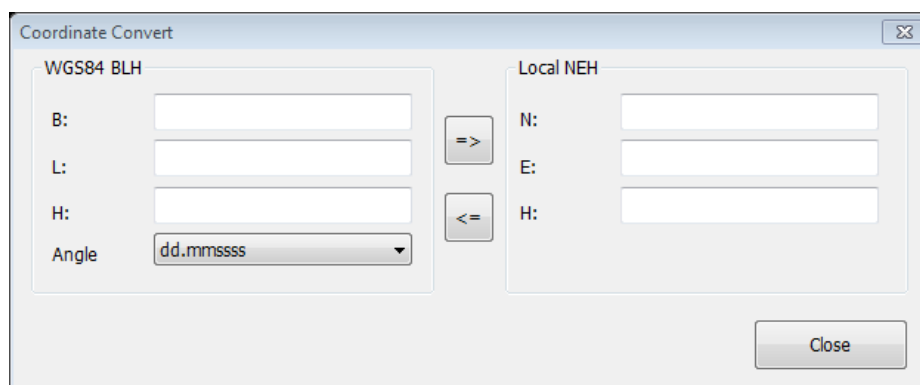 Coordinate Convert
WGS84 BLH
B:
L:
H:
Angle
dd.mmssss
=>
<=
Local NEH
N:
E:
H:
Close